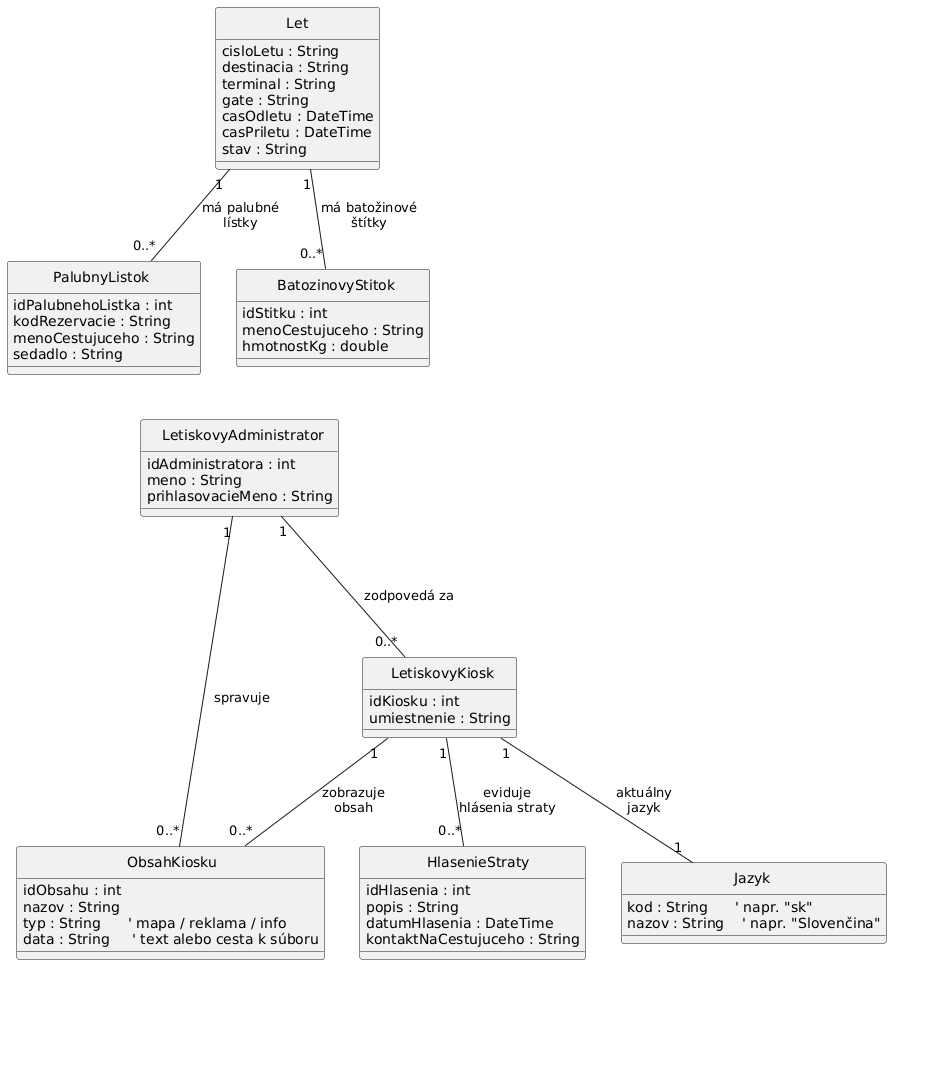 Let
cisloLetu : String
destinacia : String
terminal : String
gate : String
casOdletu : DateTime
casPriletu : DateTime
stav : String
1
1
má palubné
lístky
má batožinové
štítky
0..*
0..*
PalubnyListok
idPalubnehoListka : int
kodRezervacie : String
menoCestujuceho : String
sedadlo : String
BatozinovyStitok
idStitku : int
menoCestujuceho : String
hmotnostKg : double
LetiskovyAdministrator
idAdministratora : int
meno : String
prihlasovacieMeno : String
1
1
zodpovedá za
0..*
LetiskovyKiosk
idKiosku : int
umiestnenie : String
spravuje
1
1
1
zobrazuje
obsah
eviduje
hlásenia straty
aktuálny
jazyk
0..*
0..*
0..*
1
ObsahKiosku
idObsahu : int
nazov : String
typ : String ' mapa / reklama / info
data : String ' text alebo cesta k súboru
HlasenieStraty
idHlasenia : int
popis : String
datumHlasenia : DateTime
kontaktNaCestujuceho : String
Jazyk
kod : String ' napr. "sk"
nazov : String ' napr. "Slovenčina"